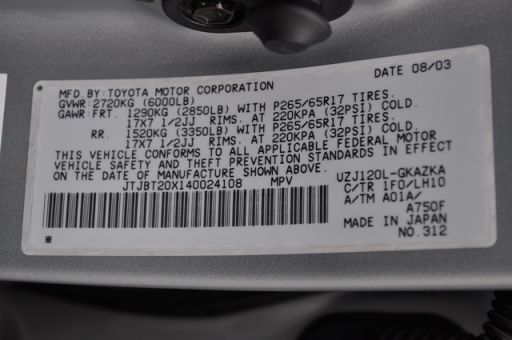 DATE 08/03
MFD.BY:TOYOTA MOTOR CORPORATION
GVWR:2720KG (6000LB)
GAWR:FRT. 1290KG (2850LB) WITH P265/65R17 TIRES.
17X7 1/2JJ RIMS. AT 220KPA (32PSI) COLD.
RR. 1520KG (3350LB) WITH P265/65R17 TIRES.
17X7 1/2JJ RIMS. AT 220KPA (32PSI) COLD.
THIS VEHICLE CONFORMS TO ALL APPLICABLE FEDERAL MOTOR
VEHICLE SAFETY AND THEFT PREVENTION STANDARDS IN EFFECT
ON THE DATE OF MANUFACTURE SHOWN ABOVE.
JTJBT20X140024108 MPV
UZJ120L-GKAZKA
C/TR 1F0/LH10
A/TM A01A/
A750F
MADE IN JAPAN
NO.312
*